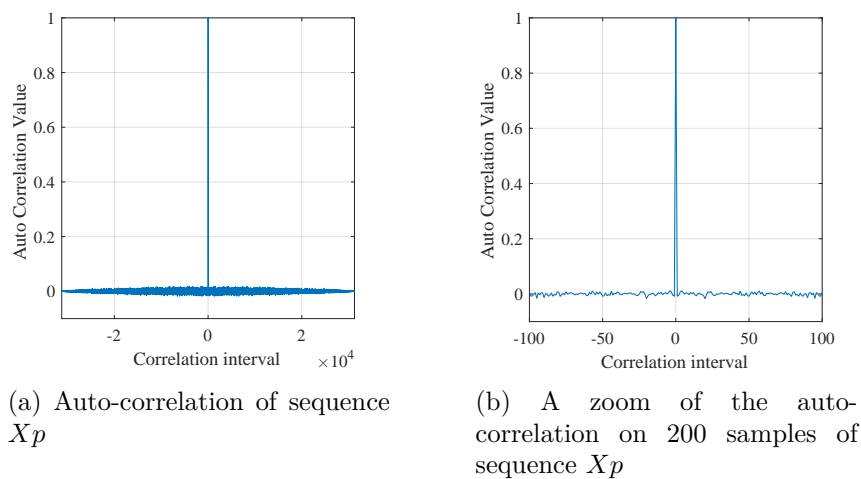 1
0.8
0.6
0.4
0.2
0
Auto Correlation Value
-2 0 2
Correlation interval
×10^4
(a) Auto-correlation of sequence
Xp
1
0.8
0.6
0.4
0.2
0
Auto Correlation Value
-100 -50 0 50 100
Correlation interval
(b) A zoom of the auto-
correlation on 200 samples of
sequence Xp